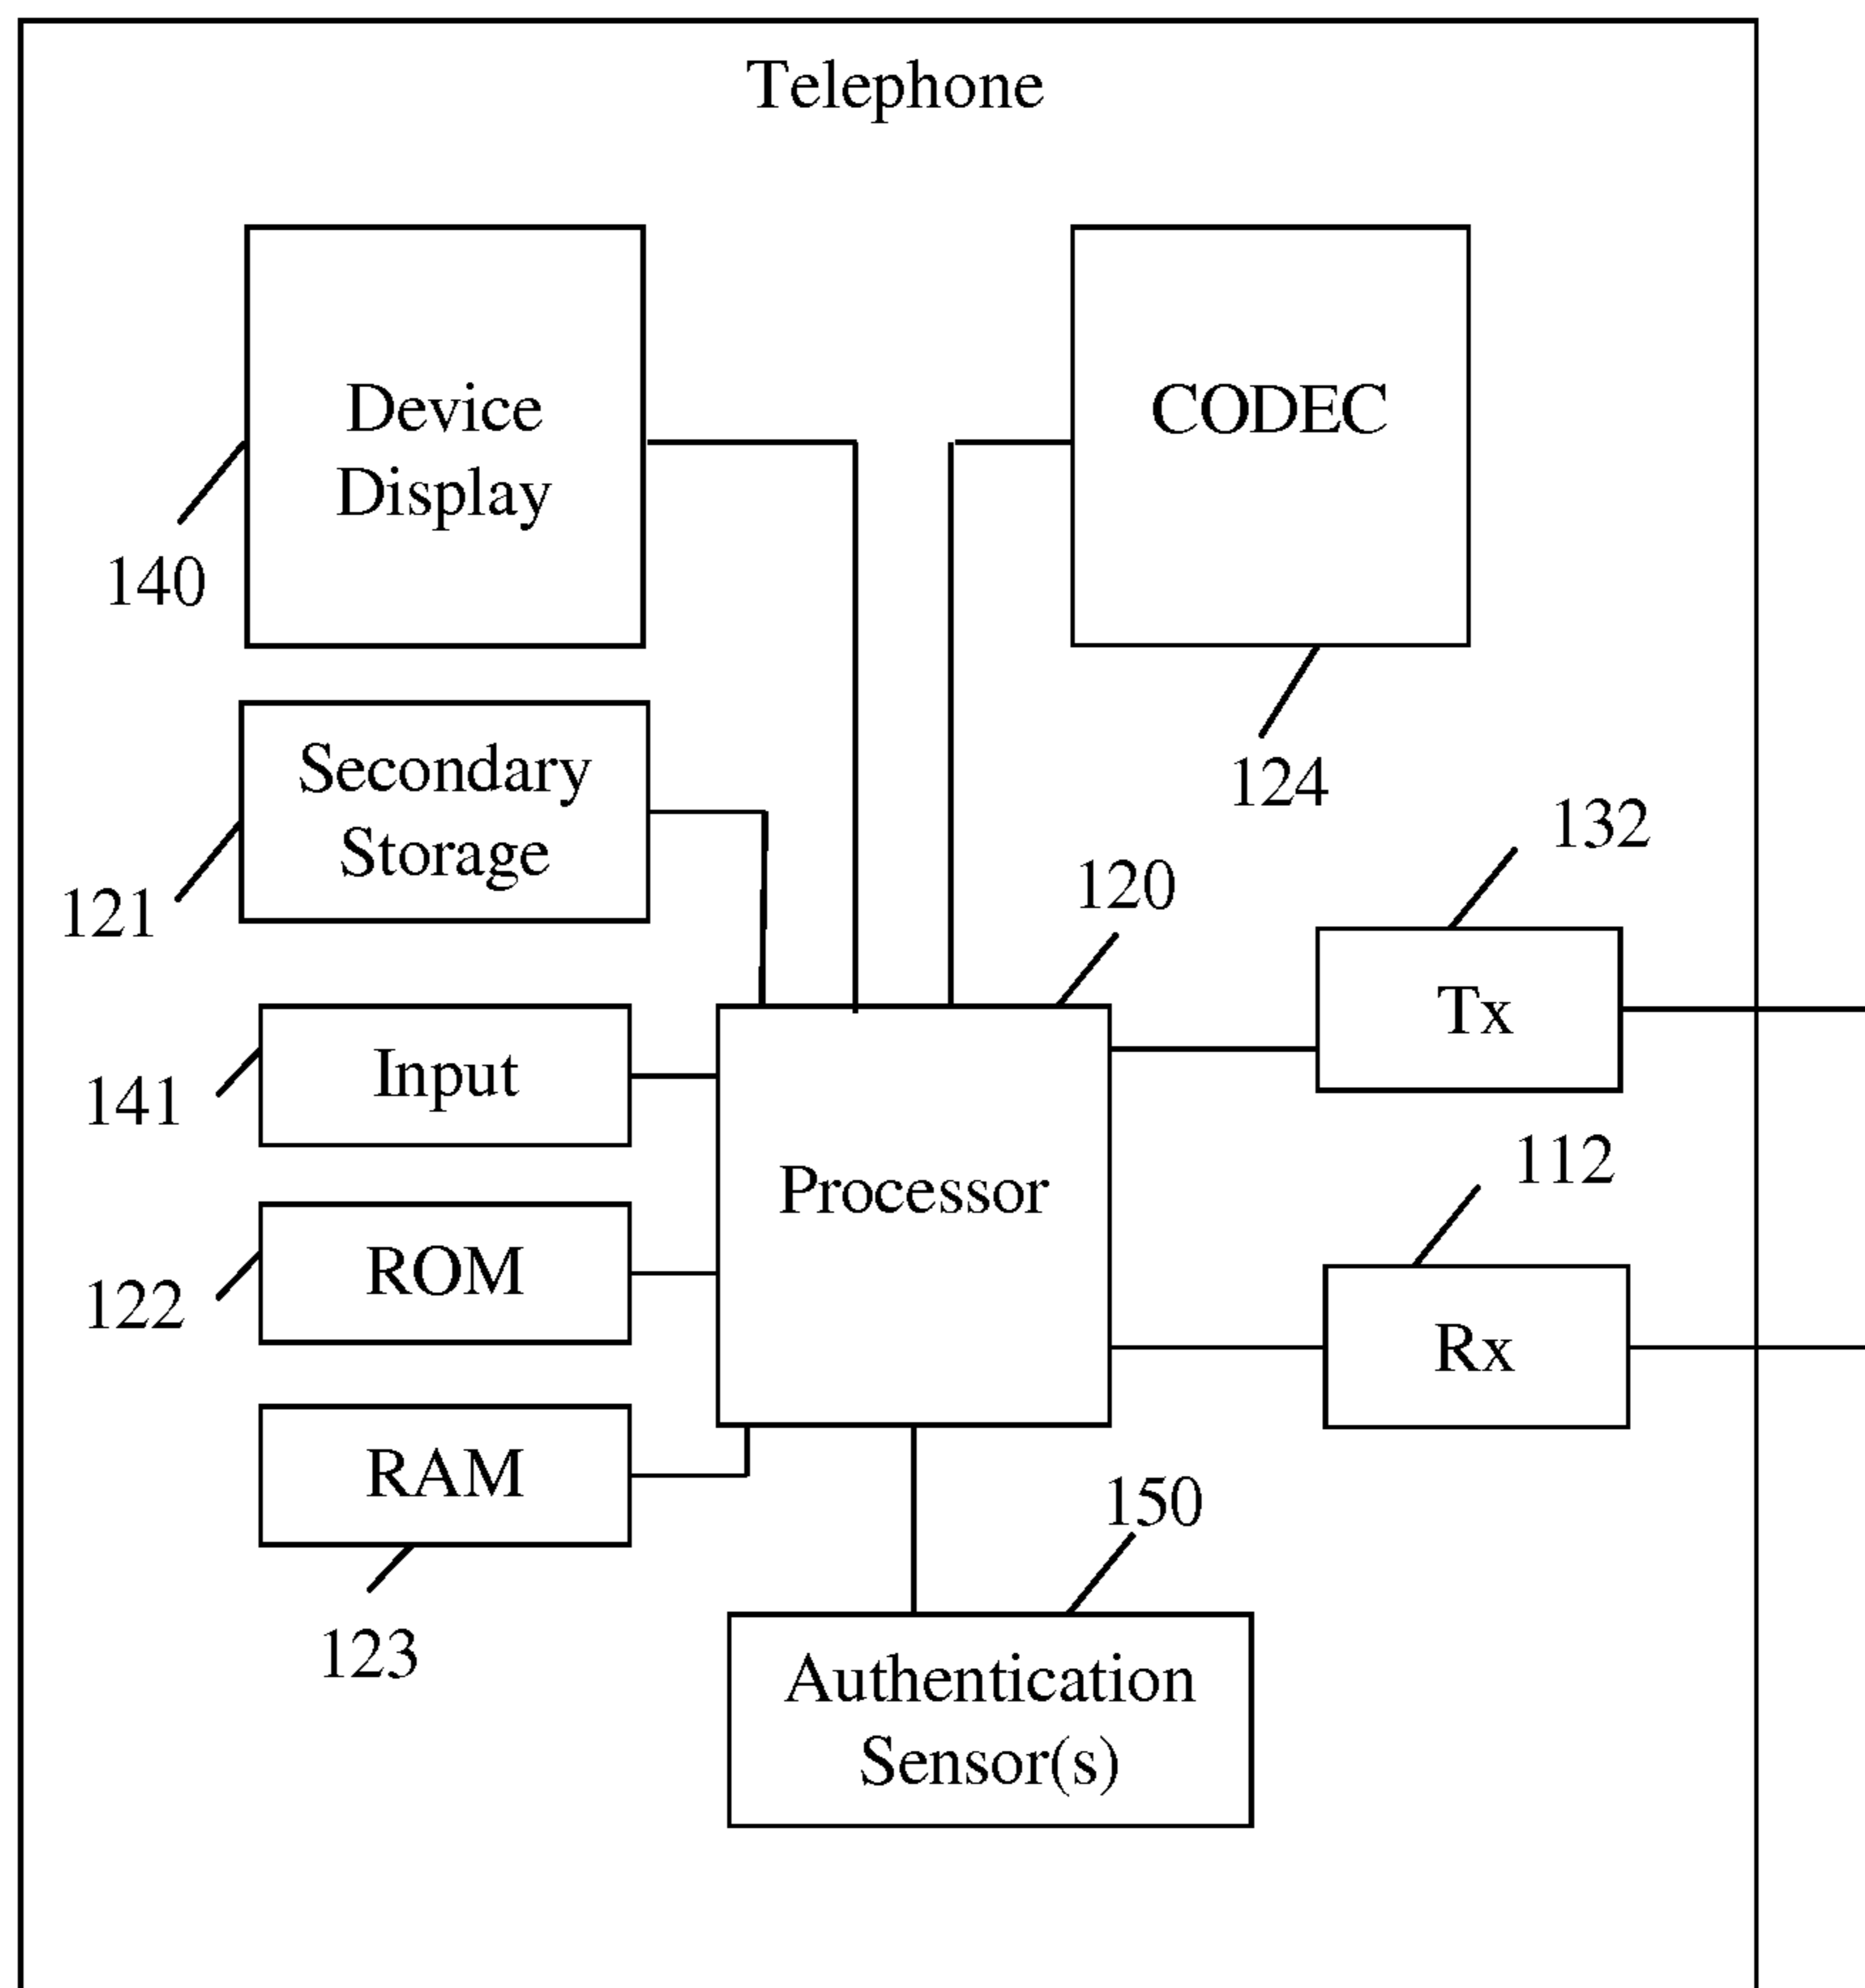 Telephone
Device
Display
CODEC
140
Secondary
Storage
124
132
121
120
Tx
Input
141
112
Processor
ROM
122
Rx
RAM
150
123
Authentication
Sensor(s)